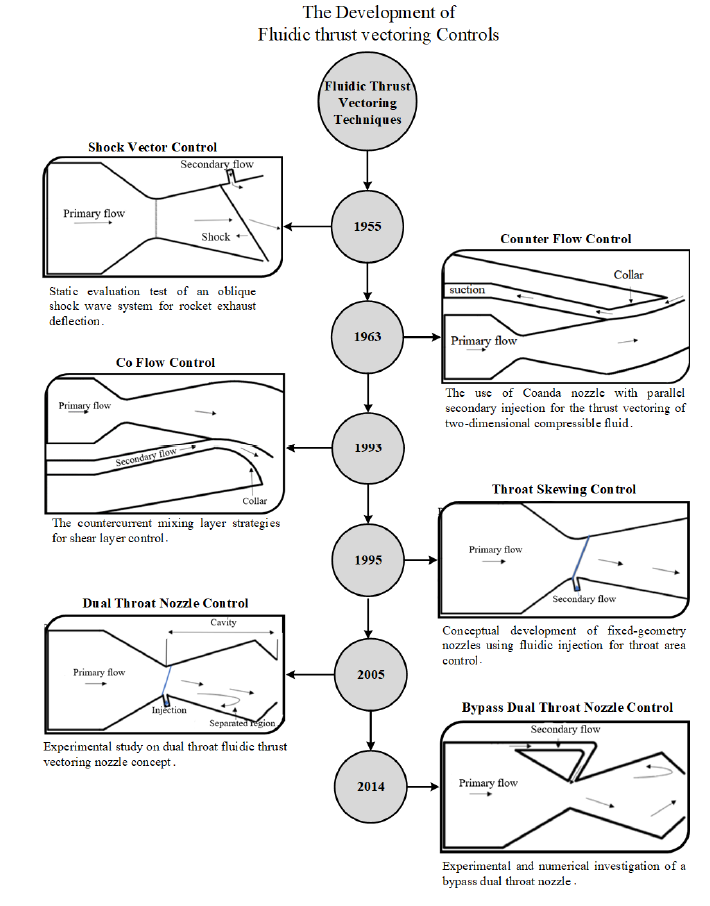 The Development of
Fluidic thrust vectoring Controls
Fluidic Thrust
Vectoring
Techniques
Shock Vector Control
Secondary flow
Primary flow
Shock
Static evaluation test of an oblique
shock wave system for rocket exhaust
deflection.
1955
Counter Flow Control
Collar
suction
Primary flow
The use of Coanda nozzle with parallel
secondary injection for the thrust vectoring of
two-dimensional compressible fluid.
1963
Co Flow Control
Primary flow
Secondary flow
Collar
The countercurrent mixing layer strategies
for shear layer control.
1993
Throat Skewing Control
Primary flow
Secondary flow
Conceptual development of fixed-geometry
nozzles using fluidic injection for throat area
control.
1995
Dual Throat Nozzle Control
Cavity
Primary flow
Injection
Separated region
Experimental study on dual throat fluidic thrust
vectoring nozzle concept.
2005
Bypass Dual Throat Nozzle Control
Secondary flow
Primary flow
Experimental and numerical investigation of a
bypass dual throat nozzle.
2014